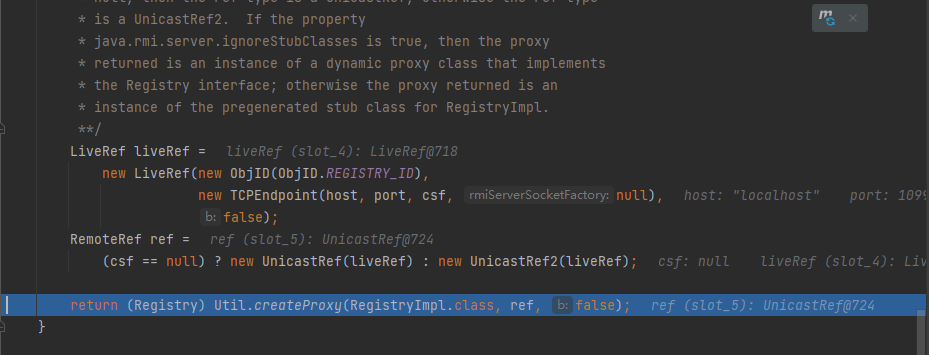 * is a UnicastRef2.  If the property
* java.rmi.server.ignoreStubClasses is true, then the proxy
* returned is an instance of a dynamic proxy class that implements
* the Registry interface; otherwise the proxy returned is an
* instance of the pregenerated stub class for RegistryImpl.
**/
LiveRef liveRef =  liveRef (slot_4): LiveRef@718
new LiveRef(new ObjID(ObjID.REGISTRY_ID),
new TCPEndpoint(host, port, csf, rmiServerSocketFactory: null),  host: "localhost"  port: 1099
b: false);
RemoteRef ref =  ref (slot_5): UnicastRef@724
(csf == null) ? new UnicastRef(liveRef) : new UnicastRef2(liveRef);  csf: null  liveRef (slot_4): Liv
return (Registry) Util.createProxy(RegistryImpl.class, ref, b: false);  ref (slot_5): UnicastRef@724
}